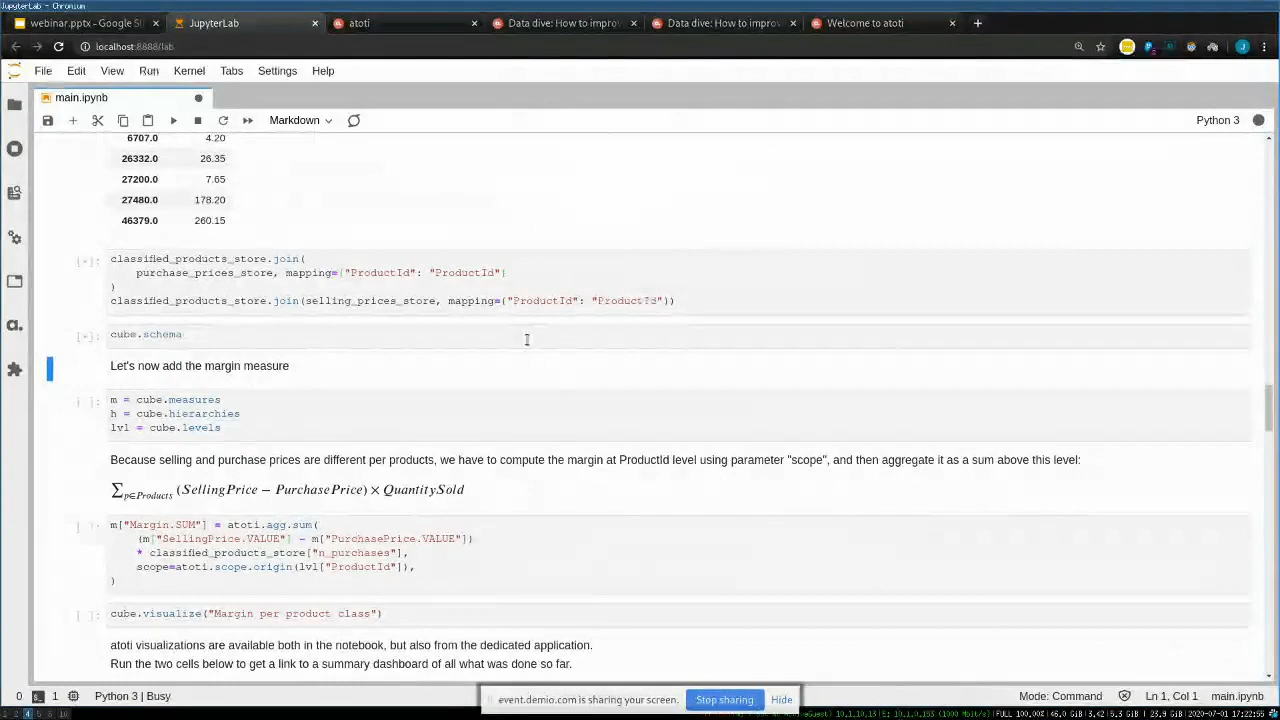 JupyterLab - Chromium
webinar.pptx - Google Sl
JupyterLab
atoti
Data dive: How to improv
Data dive: How to improv
Welcome to atoti
localhost:8888/lab
File Edit View Run Kernel Tabs Settings Help
main.ipynb
Markdown
Python 3
6707.0 4.20
26332.0 26.35
27200.0 7.65
27480.0 178.20
46379.0 260.15
[*]: classified_products_store.join(
purchase_prices_store, mapping={"ProductId": "ProductId"}
)
classified_products_store.join(selling_prices_store, mapping={"ProductId": "ProductId"})
[*]: cube.schema
Let's now add the margin measure
[ ]: m = cube.measures
h = cube.hierarchies
lvl = cube.levels
Because selling and purchase prices are different per products, we have to compute the margin at ProductId level using parameter "scope", and then aggregate it as a sum above this level:
∑p∈Products (SellingPrice − PurchasePrice) × QuantitySold
[ ]: m["Margin.SUM"] = atoti.agg.sum(
(m["SellingPrice.VALUE"] - m["PurchasePrice.VALUE"])
* classified_products_store["n_purchases"],
scope=atoti.scope.origin(lvl["ProductId"]),
)
[ ]: cube.visualize("Margin per product class")
atoti visualizations are available both in the notebook, but also from the dedicated application.
Run the two cells below to get a link to a summary dashboard of all what was done so far.
0 1 Python 3 | Busy
event.demio.com is sharing your screen. Stop sharing Hide
Mode: Command Ln 1, Col 1 main.ipynb